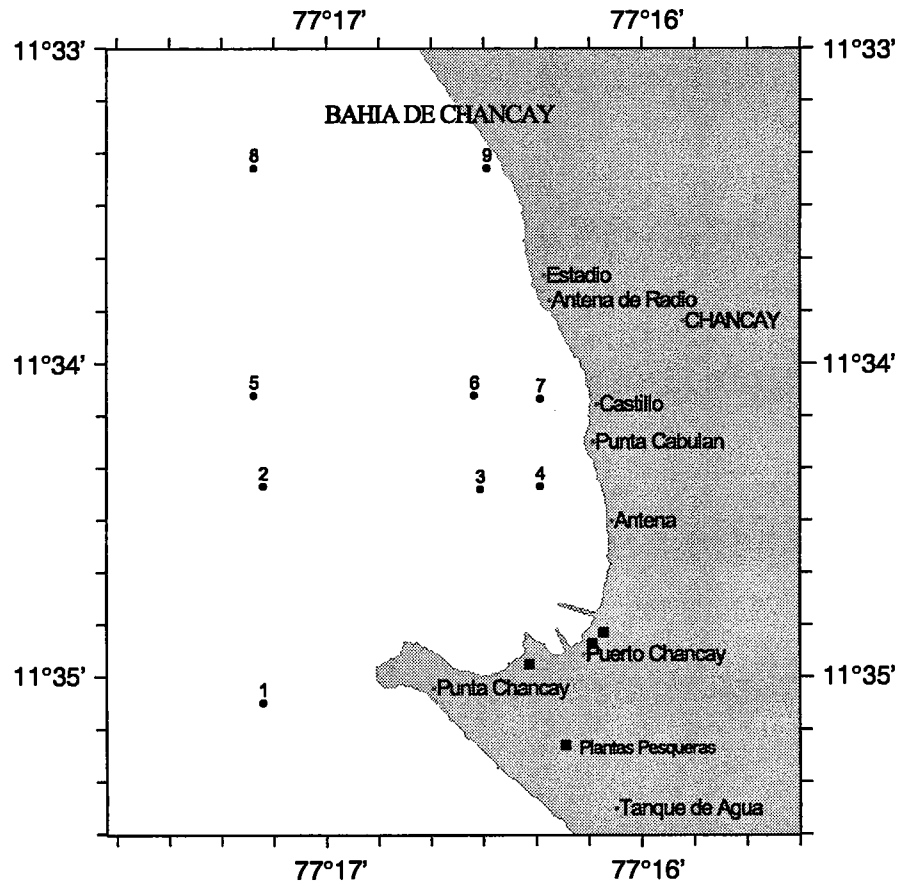 77°17' 77°16'
11°33' 11°33'
BAHIA DE CHANCAY
8 9
Estadio
Antena de Radio
CHANCAY
11°34' 11°34'
5 6 7
Castillo
Punta Cabulan
2 3 4
Antena
Puerto Chancay
11°35' 11°35'
Punta Chancay
1
Plantas Pesqueras
Tanque de Agua
77°17' 77°16'